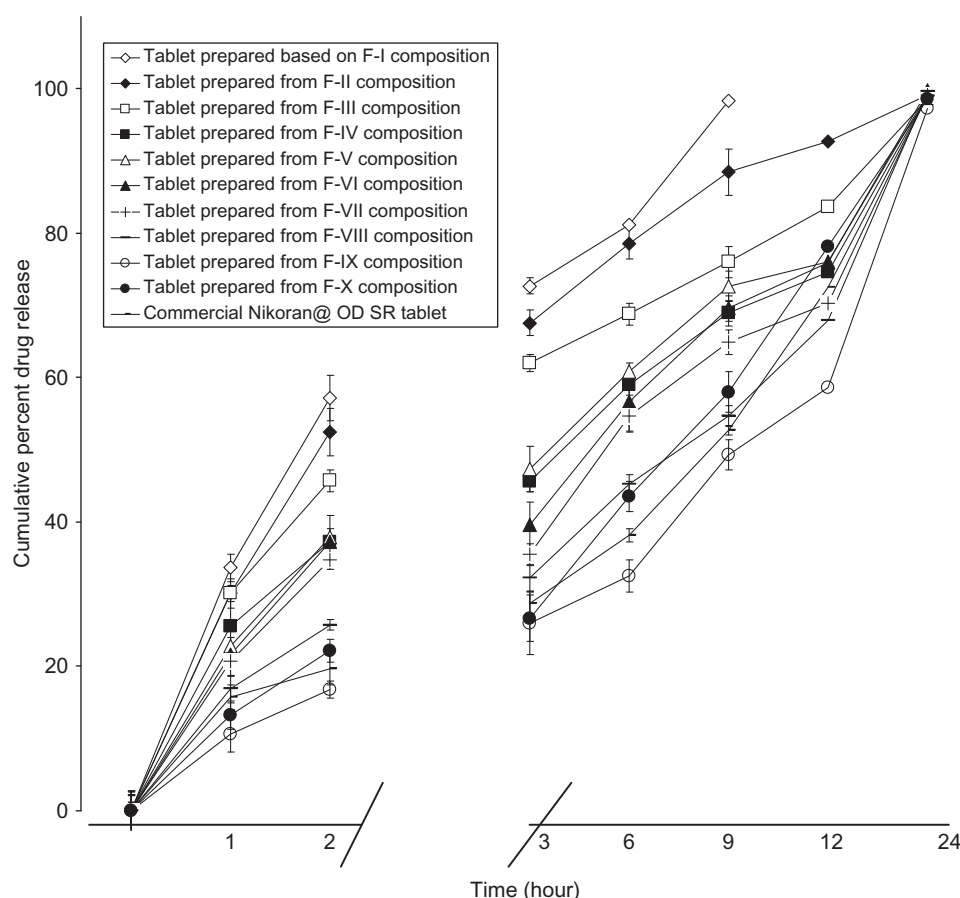 Tablet prepared based on F-I composition
Tablet prepared from F-II composition
Tablet prepared from F-III composition
Tablet prepared from F-IV composition
Tablet prepared from F-V composition
Tablet prepared from F-VI composition
Tablet prepared from F-VII composition
Tablet prepared from F-VIII composition
Tablet prepared from F-IX composition
Tablet prepared from F-X composition
Commercial Nikoran@ OD SR tablet
Cumulative percent drug release
100
80
60
40
20
0
1 2 3 6 9 12 24
Time (hour)